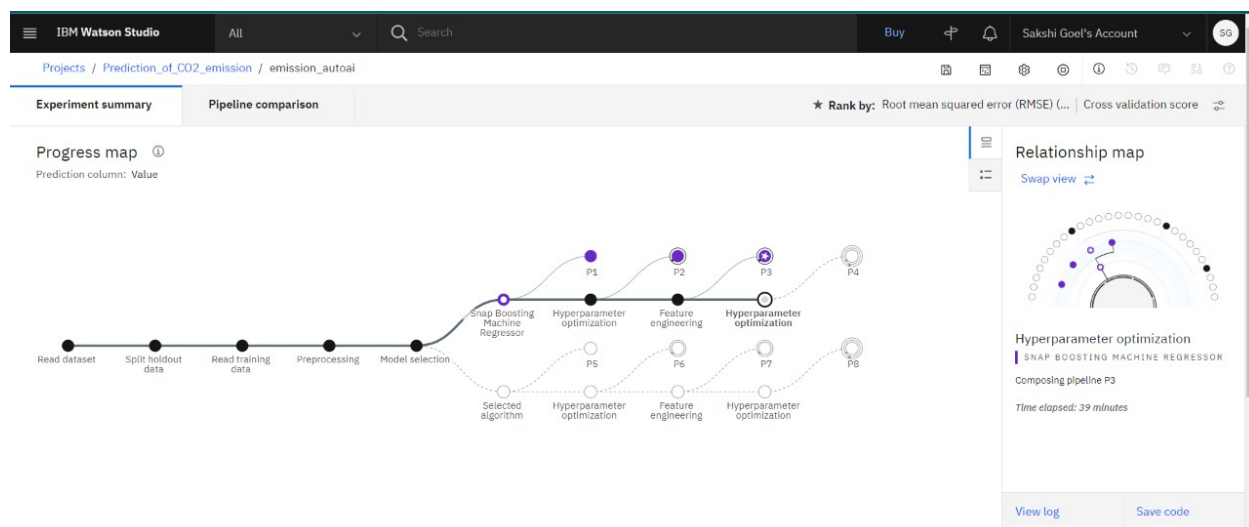 IBM Watson Studio All Search Buy Sakshi Goel's Account SG
Projects / Prediction_of_CO2_emission / emission_autoai
Experiment summary Pipeline comparison ★ Rank by: Root mean squared error (RMSE) (... | Cross validation score
Progress map
Prediction column: Value
P1 P2 P3 P4
Snap Boosting
Machine
Regressor
Hyperparameter
optimization
Feature
engineering
Hyperparameter
optimization
Read dataset
Split holdout
data
Read training
data
Preprocessing
Model selection
P5 P6 P7 P8
Selected
algorithm
Hyperparameter
optimization
Feature
engineering
Hyperparameter
optimization
Relationship map
Swap view
Hyperparameter optimization
SNAP BOOSTING MACHINE REGRESSOR
Composing pipeline P3
Time elapsed: 39 minutes
View log Save code